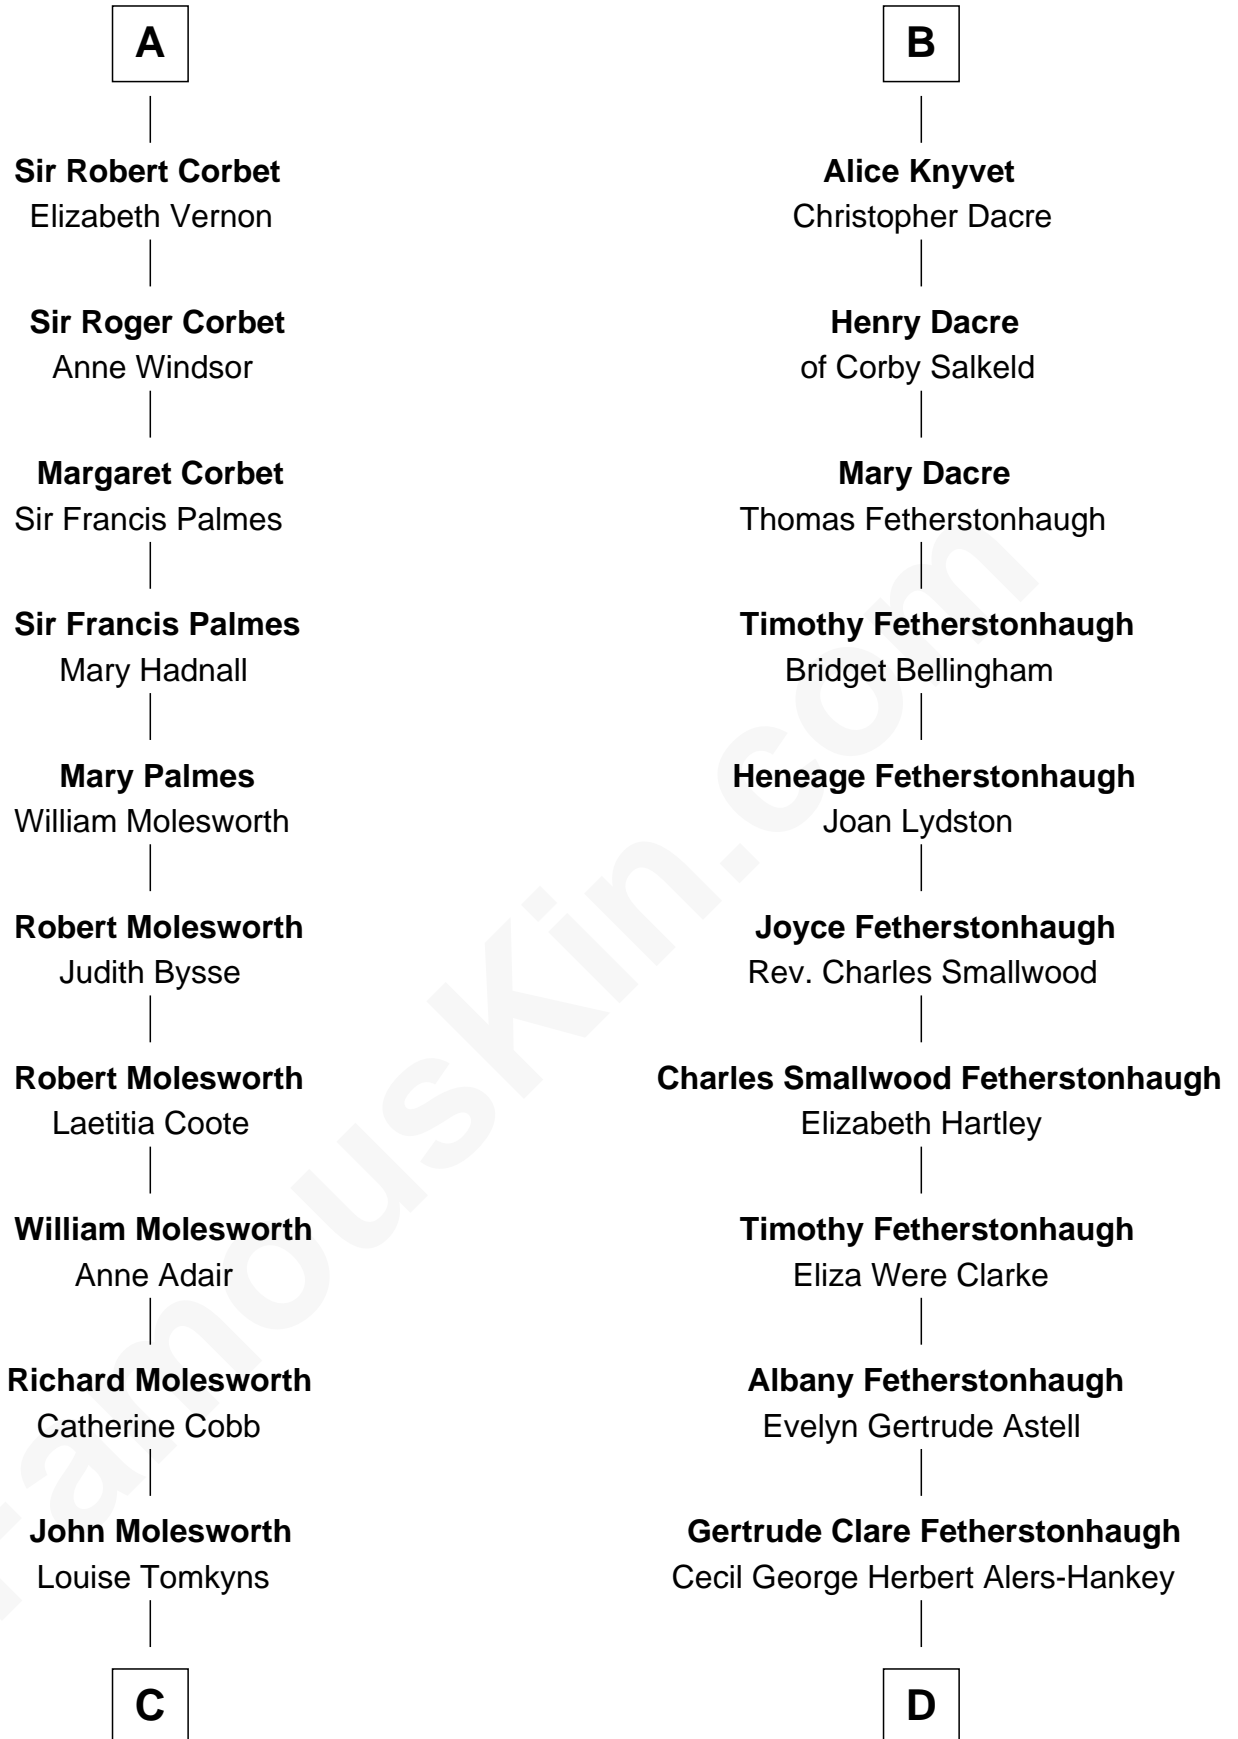 A
Sir Robert Corbet
Elizabeth Vernon
Sir Roger Corbet
Anne Windsor
Margaret Corbet
Sir Francis Palmes
Sir Francis Palmes
Mary Hadnall
Mary Palmes
William Molesworth
Robert Molesworth
Judith Bysse
Robert Molesworth
Laetitia Coote
William Molesworth
Anne Adair
Richard Molesworth
Catherine Cobb
John Molesworth
Louise Tomkyns
C
B
Alice Knyvet
Christopher Dacre
Henry Dacre
of Corby Salkeld
Mary Dacre
Thomas Fetherstonhaugh
Timothy Fetherstonhaugh
Bridget Bellingham
Heneage Fetherstonhaugh
Joan Lydston
Joyce Fetherstonhaugh
Rev. Charles Smallwood
Charles Smallwood Fetherstonhaugh
Elizabeth Hartley
Timothy Fetherstonhaugh
Eliza Were Clarke
Albany Fetherstonhaugh
Evelyn Gertrude Astell
Gertrude Clare Fetherstonhaugh
Cecil George Herbert Alers-Hankey
D
FamousKin.com